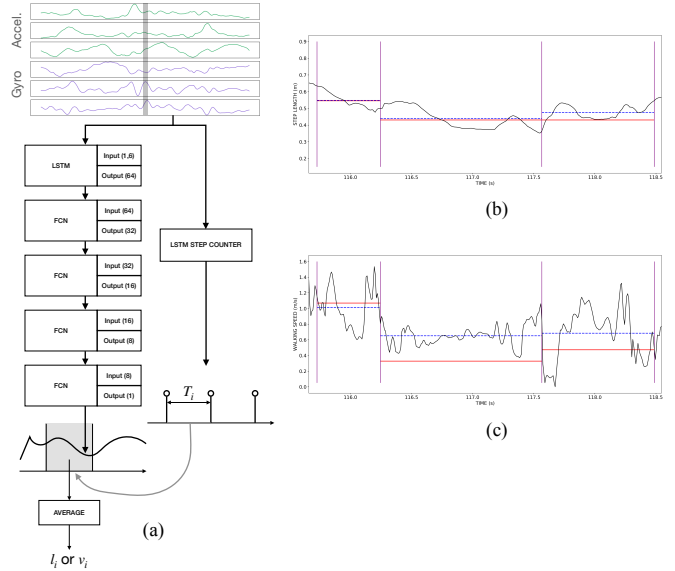 Accel.
Gyro
LSTM
Input (1,6)
Output (64)
FCN
Input (64)
Output (32)
FCN
Input (32)
Output (16)
FCN
Input (16)
Output (8)
FCN
Input (8)
Output (1)
LSTM STEP COUNTER
T_i
AVERAGE
l_i or v_i
(a)
STEP LENGTH (m)
0.9
0.8
0.7
0.6
0.5
0.4
0.3
0.2
116.0
116.5
117.0
117.5
118.0
118.5
TIME (s)
(b)
WALKING SPEED (m/s)
1.6
1.4
1.2
1.0
0.8
0.6
0.4
0.2
0.0
116.0
116.5
117.0
117.5
118.0
118.5
TIME (s)
(c)